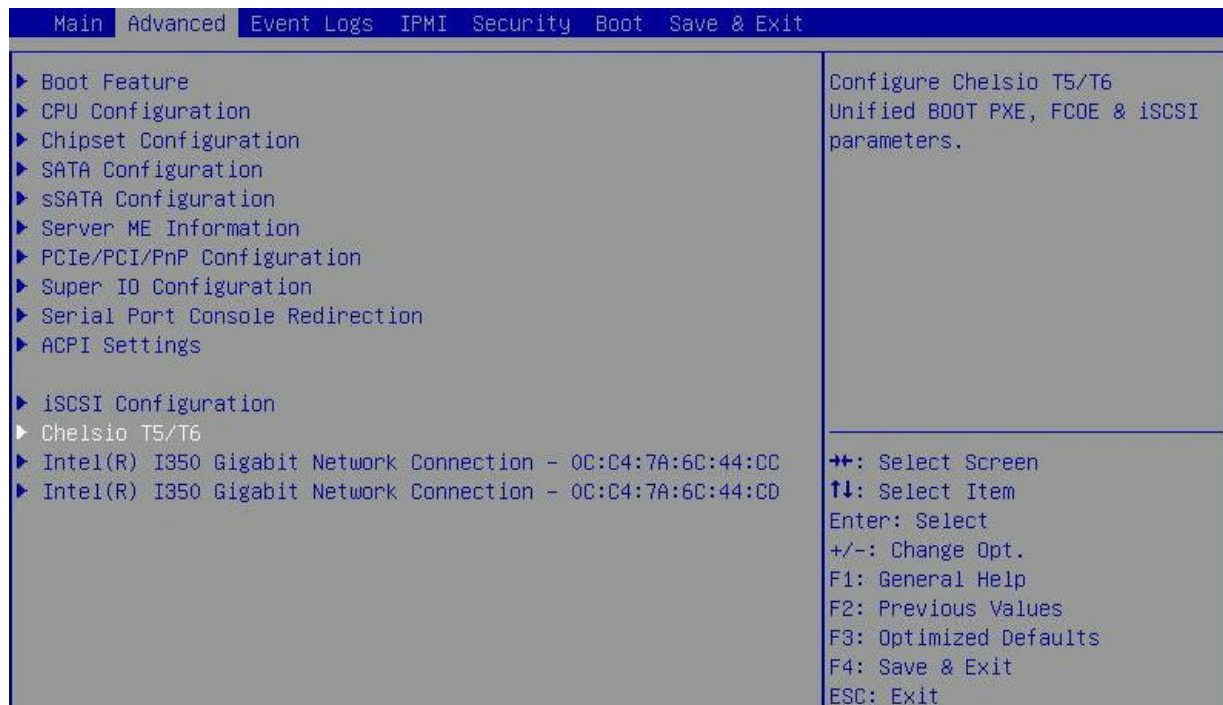 Main Advanced Event Logs IPMI Security Boot Save & Exit
▶ Boot Feature
▶ CPU Configuration
▶ Chipset Configuration
▶ SATA Configuration
▶ sSATA Configuration
▶ Server ME Information
▶ PCIe/PCI/PnP Configuration
▶ Super IO Configuration
▶ Serial Port Console Redirection
▶ ACPI Settings
▶ iSCSI Configuration
▶ Chelsio T5/T6
▶ Intel(R) I350 Gigabit Network Connection - 0C:C4:7A:6C:44:CC
▶ Intel(R) I350 Gigabit Network Connection - 0C:C4:7A:6C:44:CD
Configure Chelsio T5/T6
Unified BOOT PXE, FCOE & iSCSI
parameters.
→←: Select Screen
↑↓: Select Item
Enter: Select
+/-: Change Opt.
F1: General Help
F2: Previous Values
F3: Optimized Defaults
F4: Save & Exit
ESC: Exit